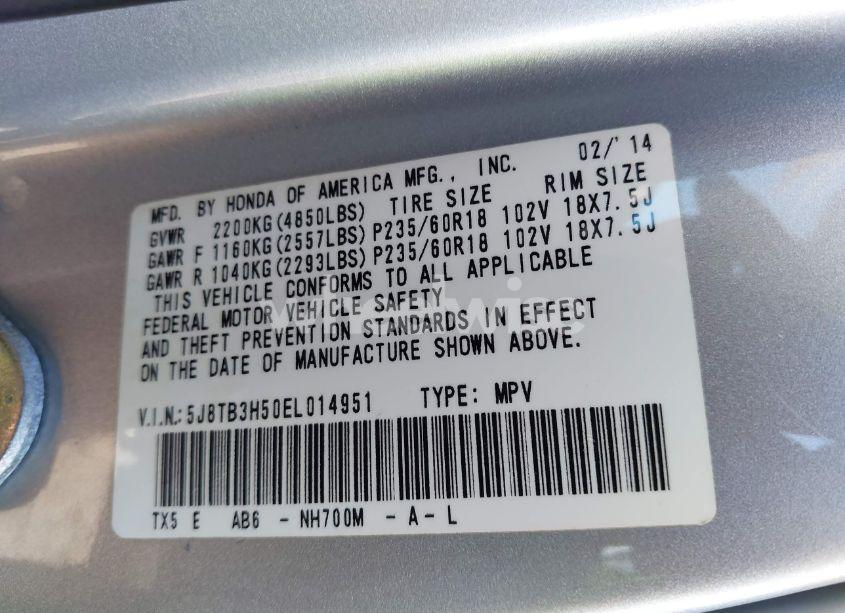 02/'14
MFD. BY HONDA OF AMERICA MFG., INC.
GVWR 2200KG(4850LBS) TIRE SIZE RIM SIZE
GAWR F 1160KG(2557LBS)P235/60R18 102V 18X7.5J
GAWR R 1040KG(2293LBS)P235/60R18 102V 18X7.5J
THIS VEHICLE CONFORMS TO ALL APPLICABLE
FEDERAL MOTOR VEHICLE SAFETY
AND THEFT PREVENTION STANDARDS IN EFFECT
ON THE DATE OF MANUFACTURE SHOWN ABOVE.
V.I.N.:5J8TB3H50EL014951 TYPE: MPV
TX5 E AB6 - NH700M - A - L